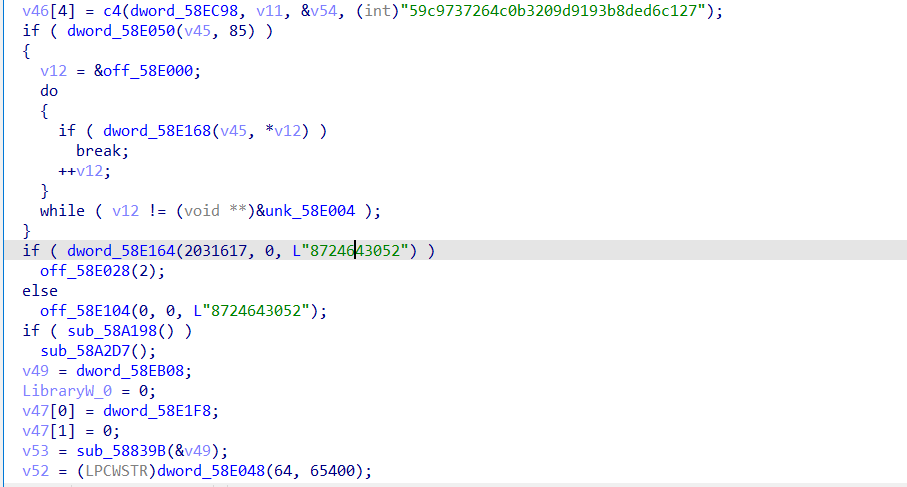 v46[4] = c4(dword_58EC98, v11, &v54, (int)"59c9737264c0b3209d9193b8ded6c127");
if ( dword_58E050(v45, 85) )
{
v12 = &off_58E000;
do
{
if ( dword_58E168(v45, *v12) )
break;
++v12;
}
while ( v12 != (void **)&unk_58E004 );
}
if ( dword_58E164(2031617, 0, L"8724643052") )
off_58E028(2);
else
off_58E104(0, 0, L"8724643052");
if ( sub_58A198() )
sub_58A2D7();
v49 = dword_58EB08;
LibraryW_0 = 0;
v47[0] = dword_58E1F8;
v47[1] = 0;
v53 = sub_58839B(&v49);
v52 = (LPCWSTR)dword_58E048(64, 65400);